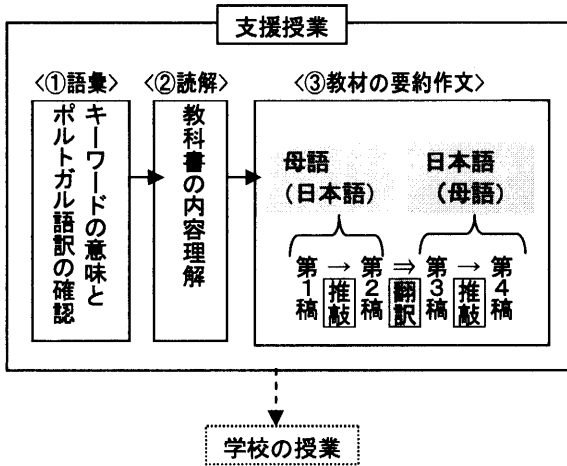 支援授業
<①語彙>
<②読解>
<③教材の要約作文>
キーワードの意味と
ポルトガル語訳の確認
教科書の内容理解
母語
(日本語)
日本語
(母語)
第1稿 → 第2稿 ⇒ 第3稿 → 第4稿
推敲 翻訳 推敲
学校の授業